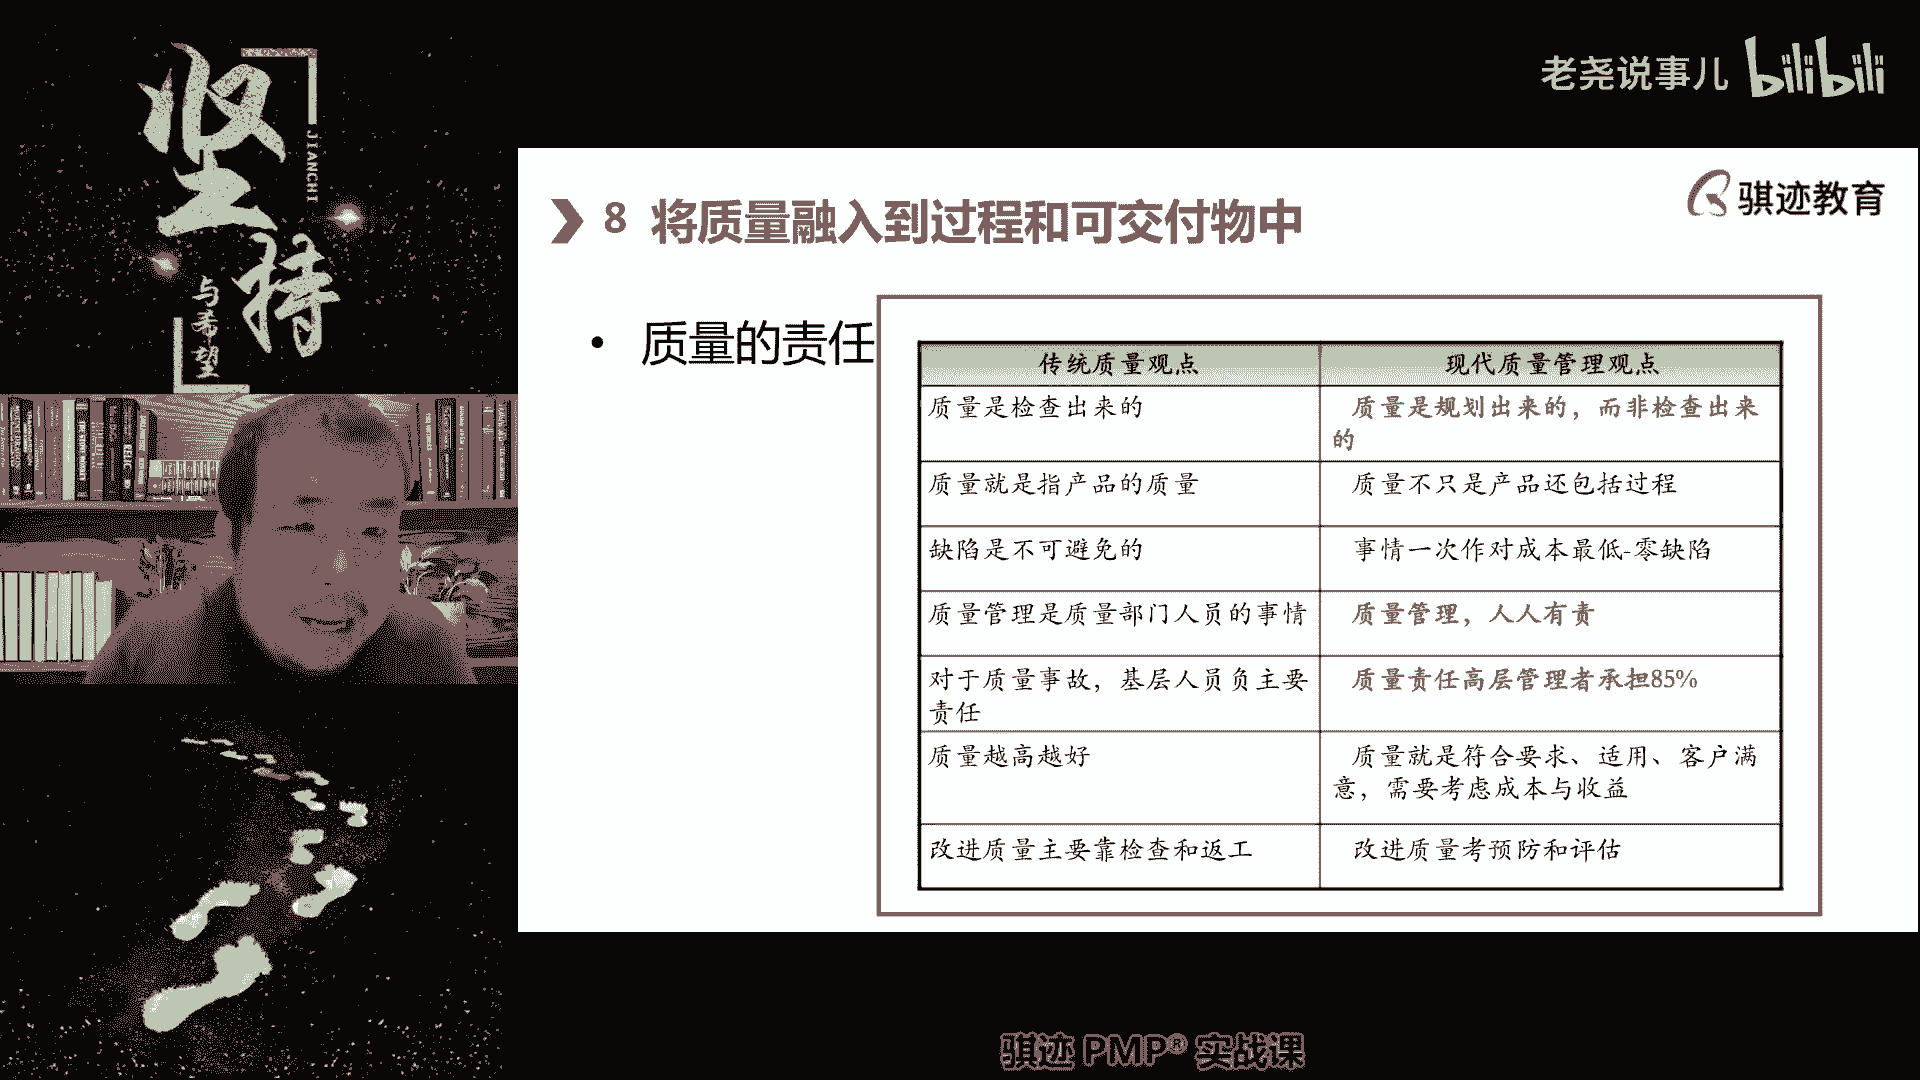 坚持
JIANCHI
与希望
老尧说事儿 bilibili
骐迹教育
8 将质量融入到过程和可交付物中
• 质量的责任
传统质量观点
现代质量管理观点
质量是检查出来的
质量是规划出来的，而非检查出来
的
质量就是指产品的质量
质量不只是产品还包括过程
缺陷是不可避免的
事情一次作对成本最低-零缺陷
质量管理是质量部门人员的事情
质量管理，人人有责
对于质量事故，基层人员负主要
责任
质量责任高层管理者承担85%
质量越高越好
质量就是符合要求、适用、客户满
意，需要考虑成本与收益
改进质量主要靠检查和返工
改进质量考预防和评估
骐迹 PMP® 实战课